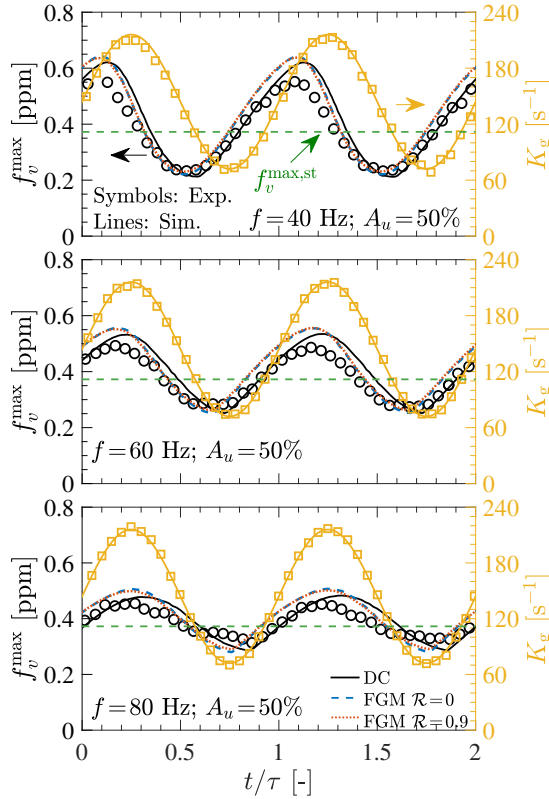 0.8
0.6
0.4
0.2
0
f_v^max [ppm]
240
180
120
60
0
K_g [s⁻¹]
f_v^max,st
Symbols: Exp.
Lines: Sim.
f = 40 Hz; A_u = 50%
0.8
0.6
0.4
0.2
0
f_v^max [ppm]
240
180
120
60
0
K_g [s⁻¹]
f = 60 Hz; A_u = 50%
0.8
0.6
0.4
0.2
0
f_v^max [ppm]
240
180
120
60
0
K_g [s⁻¹]
DC
FGM ℛ = 0
FGM ℛ = 0.9
f = 80 Hz; A_u = 50%
0 0.5 1 1.5 2
t/τ [-]